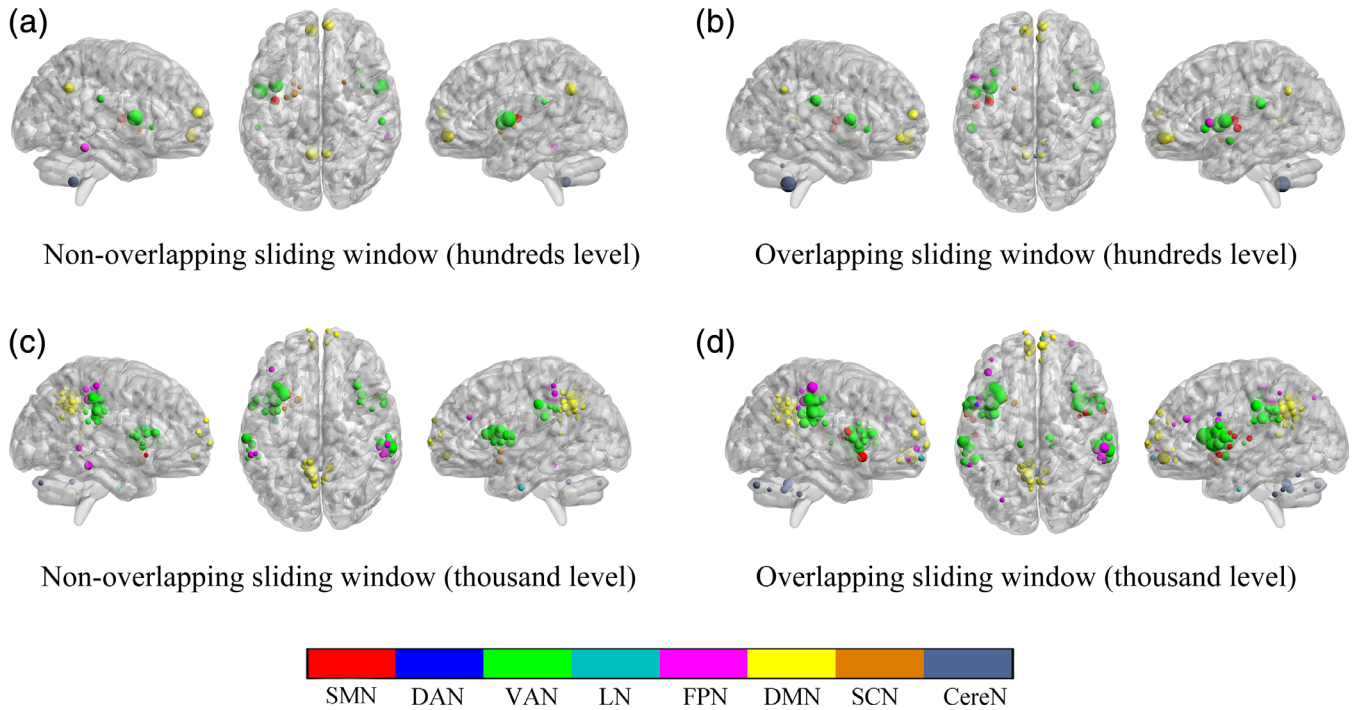 (a)
(b)
Non-overlapping sliding window (hundreds level)
Overlapping sliding window (hundreds level)
(c)
(d)
Non-overlapping sliding window (thousand level)
Overlapping sliding window (thousand level)
SMN DAN VAN LN FPN DMN SCN CereN